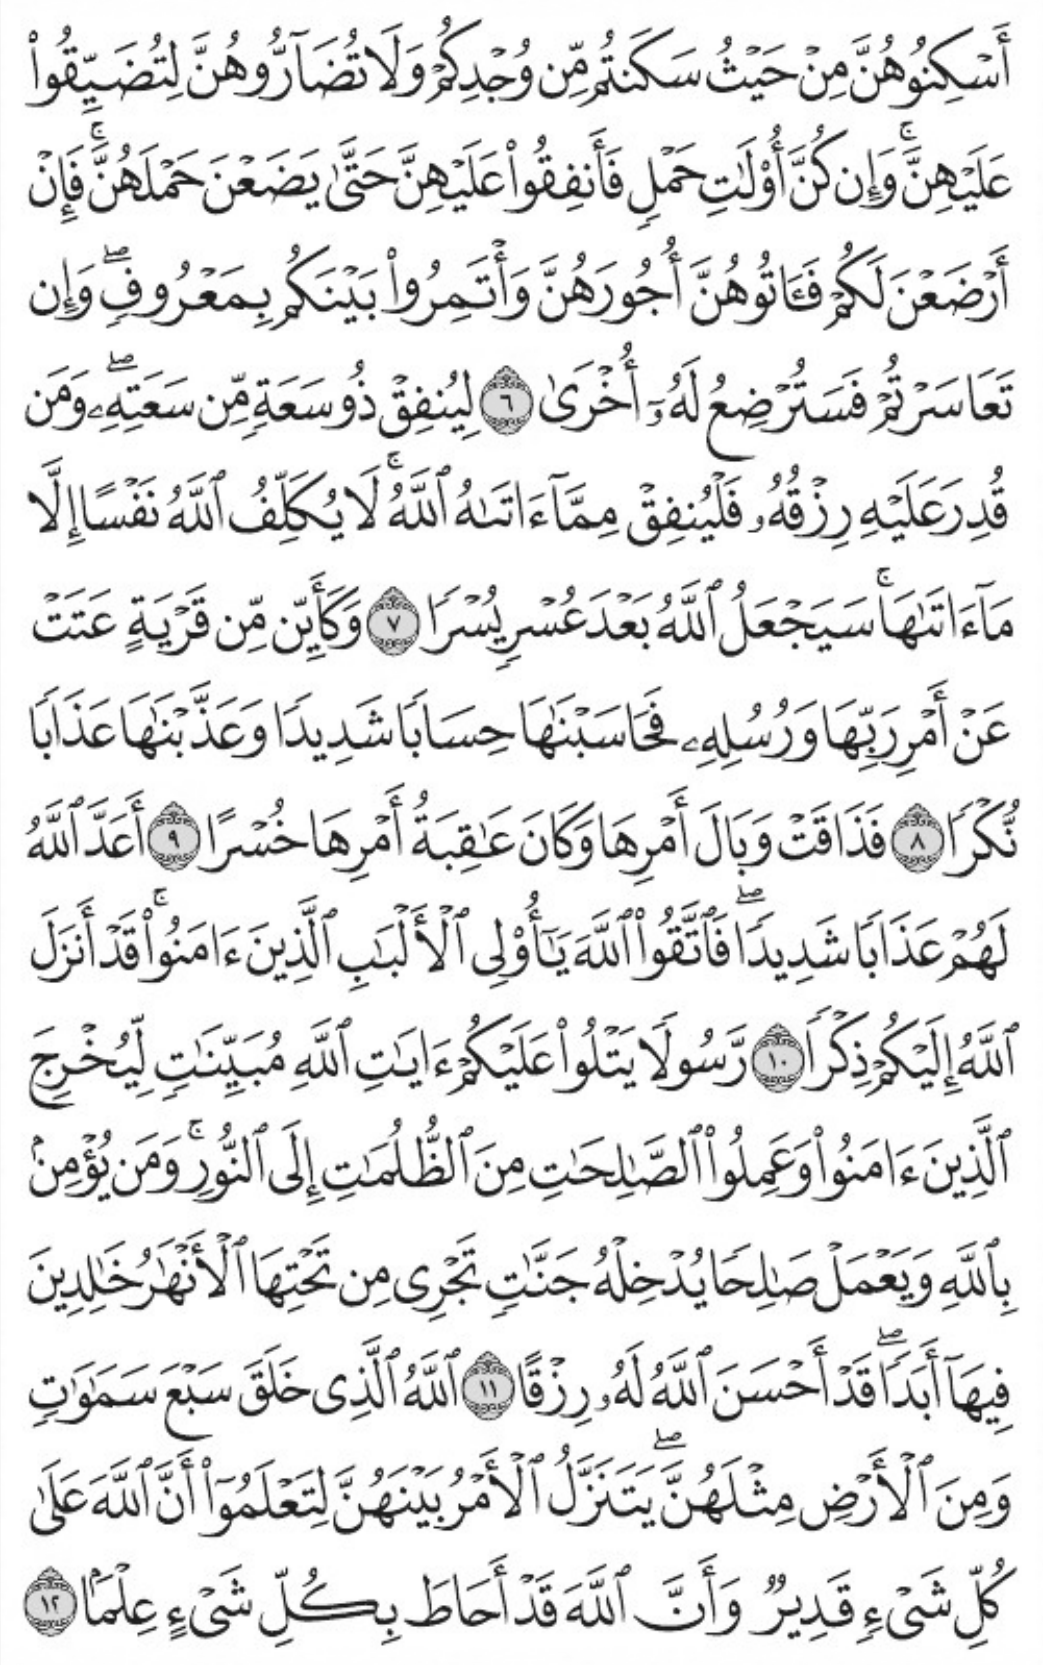 أَسْكِنُوهُنَّ مِنْ حَيْثُ سَكَنتُم مِّن وُجْدِكُمْ وَلَا تُضَآرُّوهُنَّ لِتُضَيِّقُوا۟
عَلَيْهِنَّ ۚ وَإِن كُنَّ أُو۟لَـٰتِ حَمْلٍ فَأَنفِقُوا۟ عَلَيْهِنَّ حَتَّىٰ يَضَعْنَ حَمْلَهُنَّ ۚ فَإِنْ
أَرْضَعْنَ لَكُمْ فَـَٔاتُوهُنَّ أُجُورَهُنَّ وَأْتَمِرُوا۟ بَيْنَكُم بِمَعْرُوفٍ ۖ وَإِن
تَعَاسَرْتُمْ فَسَتُرْضِعُ لَهُۥٓ أُخْرَىٰ ٦ لِيُنفِقْ ذُو سَعَةٍ مِّن سَعَتِهِۦ ۖ وَمَن
قُدِرَ عَلَيْهِ رِزْقُهُۥ فَلْيُنفِقْ مِمَّآ ءَاتَىٰهُ ٱللَّهُ ۚ لَا يُكَلِّفُ ٱللَّهُ نَفْسًا إِلَّا
مَآ ءَاتَىٰهَا ۚ سَيَجْعَلُ ٱللَّهُ بَعْدَ عُسْرٍ يُسْرًا ٧ وَكَأَيِّن مِّن قَرْيَةٍ عَتَتْ
عَنْ أَمْرِ رَبِّهَا وَرُسُلِهِۦ فَحَاسَبْنَـٰهَا حِسَابًا شَدِيدًا وَعَذَّبْنَـٰهَا عَذَابًا
نُّكْرًا ٨ فَذَاقَتْ وَبَالَ أَمْرِهَا وَكَانَ عَـٰقِبَةُ أَمْرِهَا خُسْرًا ٩ أَعَدَّ ٱللَّهُ
لَهُمْ عَذَابًا شَدِيدًا ۖ فَٱتَّقُوا۟ ٱللَّهَ يَـٰٓأُو۟لِى ٱلْأَلْبَـٰبِ ٱلَّذِينَ ءَامَنُوا۟ ۚ قَدْ أَنزَلَ
ٱللَّهُ إِلَيْكُمْ ذِكْرًا ١٠ رَّسُولًا يَتْلُوا۟ عَلَيْكُمْ ءَايَـٰتِ ٱللَّهِ مُبَيِّنَـٰتٍ لِّيُخْرِجَ
ٱلَّذِينَ ءَامَنُوا۟ وَعَمِلُوا۟ ٱلصَّـٰلِحَـٰتِ مِنَ ٱلظُّلُمَـٰتِ إِلَى ٱلنُّورِ ۚ وَمَن يُؤْمِنۢ
بِٱللَّهِ وَيَعْمَلْ صَـٰلِحًا يُدْخِلْهُ جَنَّـٰتٍ تَجْرِى مِن تَحْتِهَا ٱلْأَنْهَـٰرُ خَـٰلِدِينَ
فِيهَآ أَبَدًا ۖ قَدْ أَحْسَنَ ٱللَّهُ لَهُۥ رِزْقًا ١١ ٱللَّهُ ٱلَّذِى خَلَقَ سَبْعَ سَمَـٰوَٰتٍ
وَمِنَ ٱلْأَرْضِ مِثْلَهُنَّ ۖ يَتَنَزَّلُ ٱلْأَمْرُ بَيْنَهُنَّ لِتَعْلَمُوٓا۟ أَنَّ ٱللَّهَ عَلَىٰ
كُلِّ شَىْءٍ قَدِيرٌ وَأَنَّ ٱللَّهَ قَدْ أَحَاطَ بِكُلِّ شَىْءٍ عِلْمًۢا ١٢